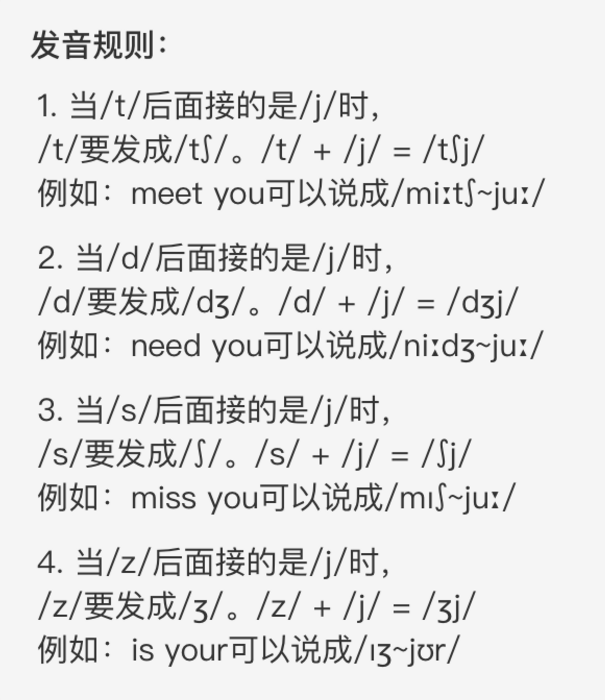 发音规则：
1. 当/t/后面接的是/j/时，
/t/要发成/tʃ/。/t/ + /j/ = /tʃj/
例如：meet you可以说成/miːtʃ~juː/
2. 当/d/后面接的是/j/时，
/d/要发成/dʒ/。/d/ + /j/ = /dʒj/
例如：need you可以说成/niːdʒ~juː/
3. 当/s/后面接的是/j/时，
/s/要发成/ʃ/。/s/ + /j/ = /ʃj/
例如：miss you可以说成/mıʃ~juː/
4. 当/z/后面接的是/j/时，
/z/要发成/ʒ/。/z/ + /j/ = /ʒj/
例如：is your可以说成/ıʒ~jʊr/